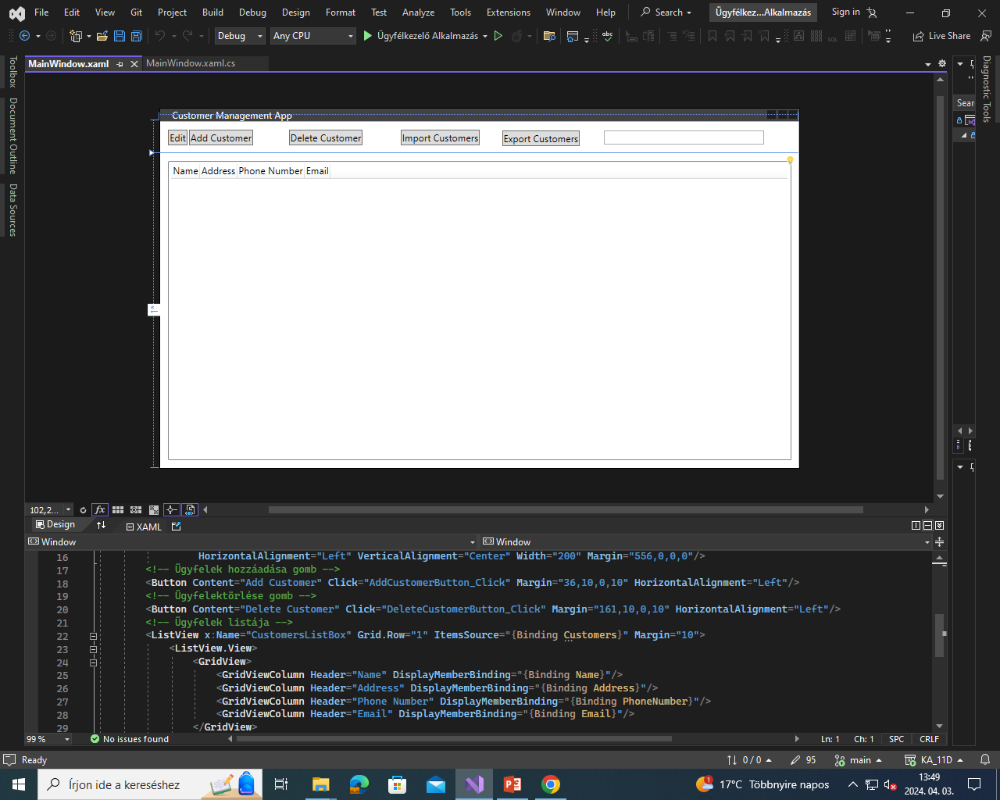 File Edit View Git Project Build Debug Design Format Test Analyze Tools Extensions Window Help Search Ügyfélkez...Alkalmazás Sign in
Debug Any CPU Ügyfélkezelő Alkalmazás Live Share
MainWindow.xaml MainWindow.xaml.cs
Toolbox
Document Outline
Data Sources
Diagnostic Tools
Sear
Customer Management App
Edit Add Customer Delete Customer Import Customers Export Customers
Name Address Phone Number Email
102,2...
Design XAML
Window Window
16 HorizontalAlignment="Left" VerticalAlignment="Center" Width="200" Margin="556,0,0,0"/>
17 <!-- Ügyfelek hozzáadása gomb -->
18 <Button Content="Add Customer" Click="AddCustomerButton_Click" Margin="36,10,0,10" HorizontalAlignment="Left"/>
19 <!-- Ügyfelektörlése gomb -->
20 <Button Content="Delete Customer" Click="DeleteCustomerButton_Click" Margin="161,10,0,10" HorizontalAlignment="Left"/>
21 <!-- Ügyfelek listája -->
22 <ListView x:Name="CustomersListBox" Grid.Row="1" ItemsSource="{Binding Customers}" Margin="10">
23 <ListView.View>
24 <GridView>
25 <GridViewColumn Header="Name" DisplayMemberBinding="{Binding Name}"/>
26 <GridViewColumn Header="Address" DisplayMemberBinding="{Binding Address}"/>
27 <GridViewColumn Header="Phone Number" DisplayMemberBinding="{Binding PhoneNumber}"/>
28 <GridViewColumn Header="Email" DisplayMemberBinding="{Binding Email}"/>
29 </GridView>
99 % No issues found Ln: 1 Ch: 1 SPC CRLF
Ready 0 / 0 95 main KA_11D
Írjon ide a kereséshez 1 17°C Többnyire napos 13:49
2024. 04. 03.